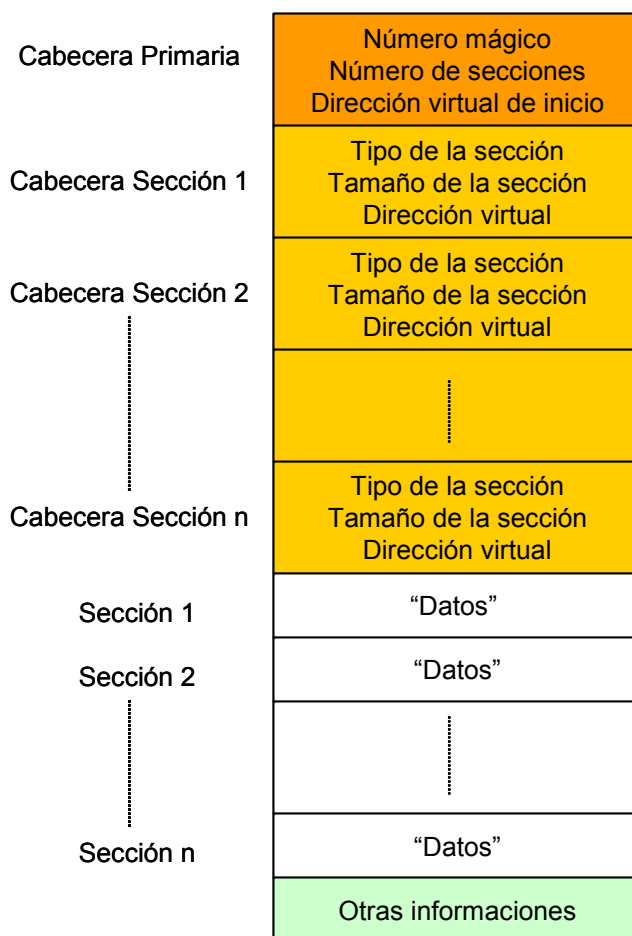 Cabecera Primaria
Número mágico
Número de secciones
Dirección virtual de inicio
Cabecera Sección 1
Tipo de la sección
Tamaño de la sección
Dirección virtual
Cabecera Sección 2
Tipo de la sección
Tamaño de la sección
Dirección virtual
Cabecera Sección n
Tipo de la sección
Tamaño de la sección
Dirección virtual
Sección 1
“Datos”
Sección 2
“Datos”
Sección n
“Datos”
Otras informaciones